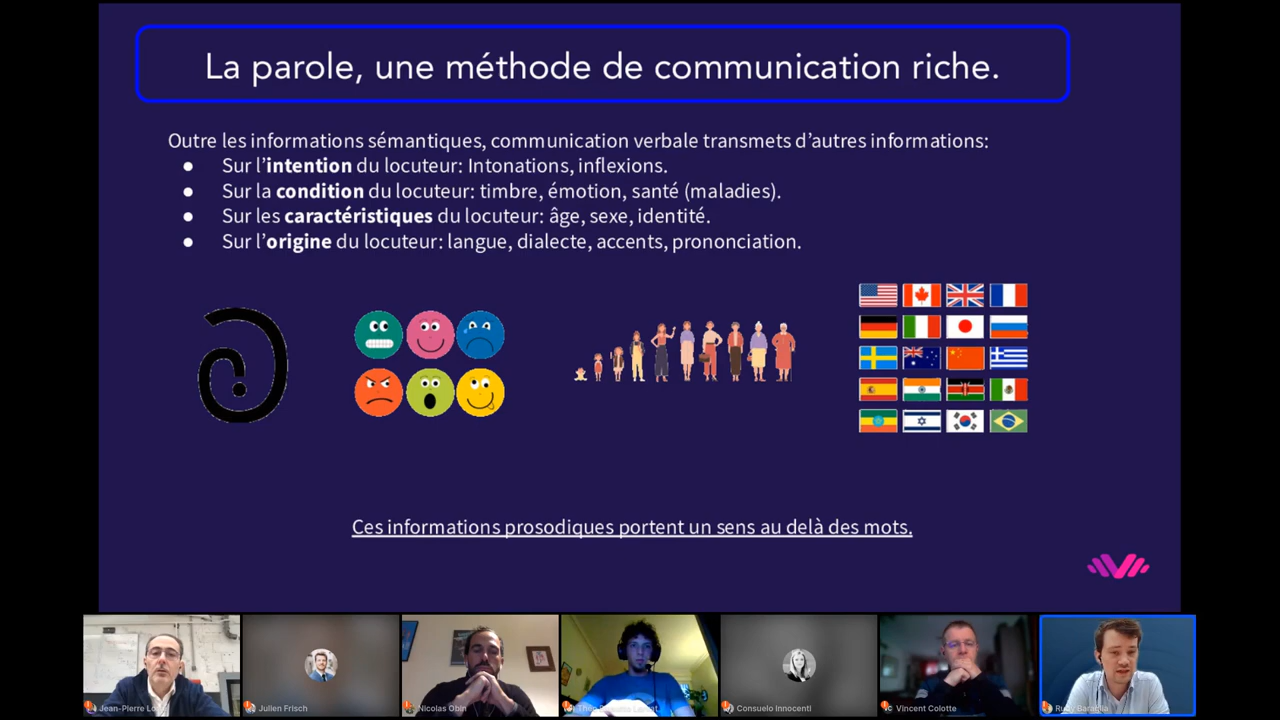 La parole, une méthode de communication riche.
Outre les informations sémantiques, communication verbale transmets d'autres informations:
● Sur l'intention du locuteur: Intonations, inflexions.
● Sur la condition du locuteur: timbre, émotion, santé (maladies).
● Sur les caractéristiques du locuteur: âge, sexe, identité.
● Sur l'origine du locuteur: langue, dialecte, accents, prononciation.
Ces informations prosodiques portent un sens au delà des mots.
Jean-Pierre
Julien Frisch
Nicolas Obin
Consuelo Innocenti
Vincent Colotte